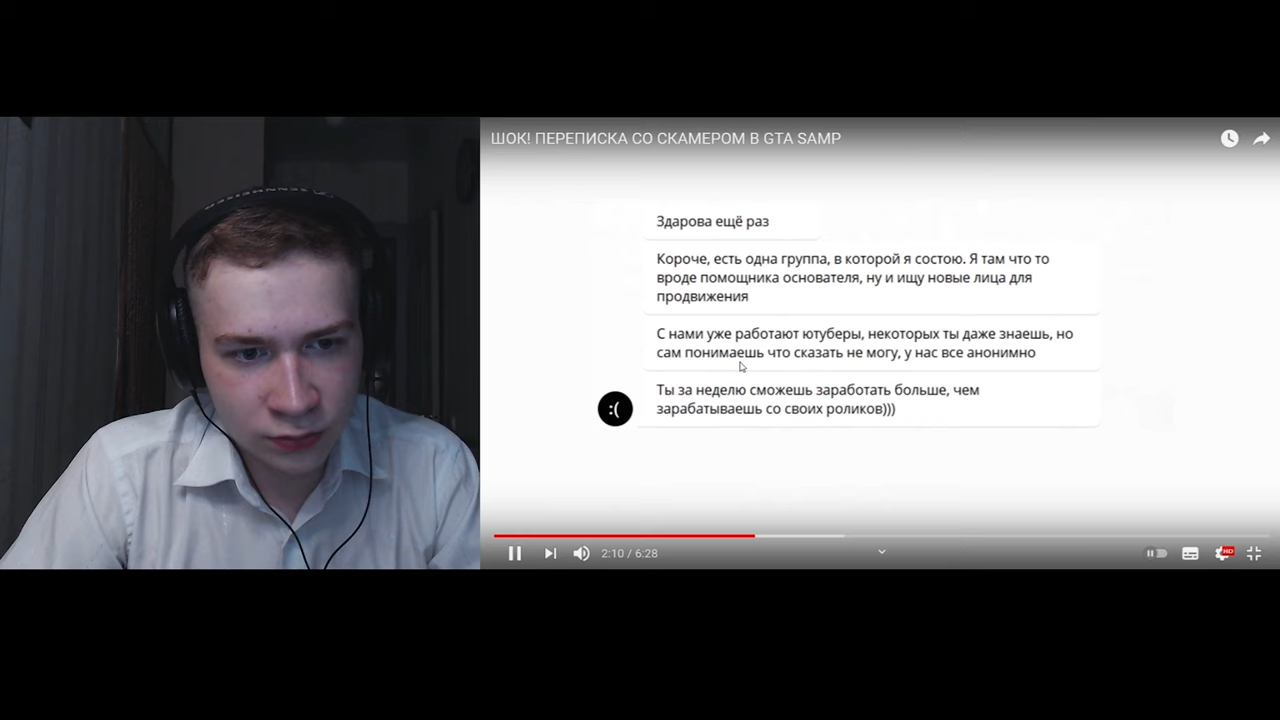 ШОК! ПЕРЕПИСКА СО СКАМЕРОМ В GTA SAMP
Здарова ещё раз
Короче, есть одна группа, в которой я состою. Я там что то
вроде помощника основателя, ну и ищу новые лица для
продвижения
С нами уже работают ютуберы, некоторых ты даже знаешь, но
сам понимаешь что сказать не могу, у нас все анонимно
Ты за неделю сможешь заработать больше, чем
зарабатываешь со своих роликов)))
:(
2:10 / 6:28
HD
SENNHEISER